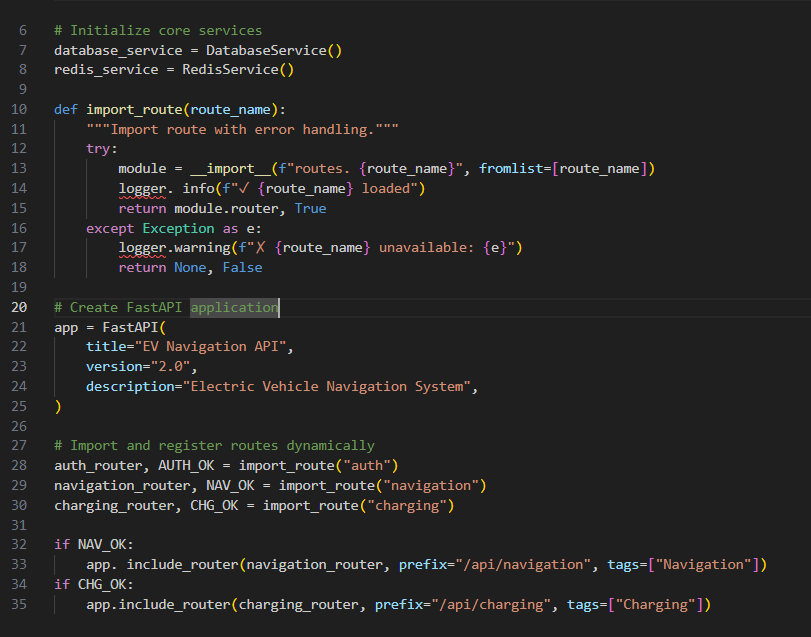 6 # Initialize core services
7 database_service = DatabaseService()
8 redis_service = RedisService()
9
10 def import_route(route_name):
11     """Import route with error handling."""
12     try:
13         module = __import__(f"routes. {route_name}", fromlist=[route_name])
14         logger. info(f"✓ {route_name} loaded")
15         return module.router, True
16     except Exception as e:
17         logger.warning(f"✗ {route_name} unavailable: {e}")
18         return None, False
19
20 # Create FastAPI application
21 app = FastAPI(
22     title="EV Navigation API",
23     version="2.0",
24     description="Electric Vehicle Navigation System",
25 )
26
27 # Import and register routes dynamically
28 auth_router, AUTH_OK = import_route("auth")
29 navigation_router, NAV_OK = import_route("navigation")
30 charging_router, CHG_OK = import_route("charging")
31
32 if NAV_OK:
33     app. include_router(navigation_router, prefix="/api/navigation", tags=["Navigation"])
34 if CHG_OK:
35     app.include_router(charging_router, prefix="/api/charging", tags=["Charging"])